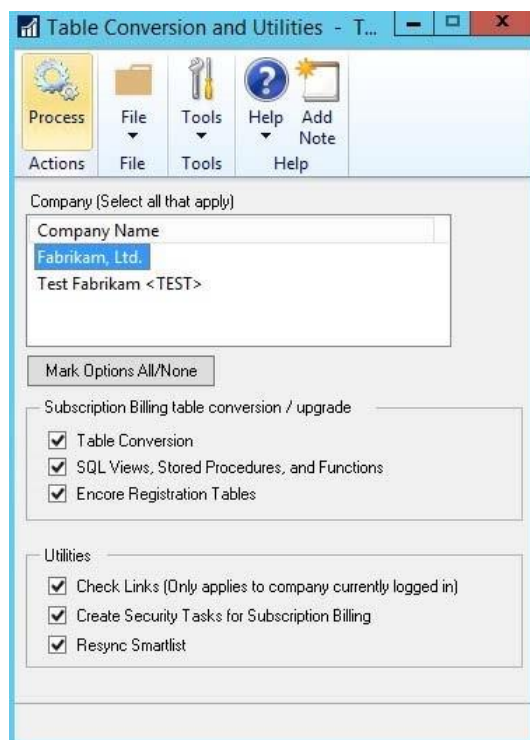 Table Conversion and Utilities - T...
Process
File
Tools
Help
Add
Note
Actions
File
Tools
Help
Company (Select all that apply)
Company Name
Fabrikam, Ltd.
Test Fabrikam <TEST>
Mark Options All/None
Subscription Billing table conversion / upgrade
Table Conversion
SQL Views, Stored Procedures, and Functions
Encore Registration Tables
Utilities
Check Links (Only applies to company currently logged in)
Create Security Tasks for Subscription Billing
Resync Smartlist